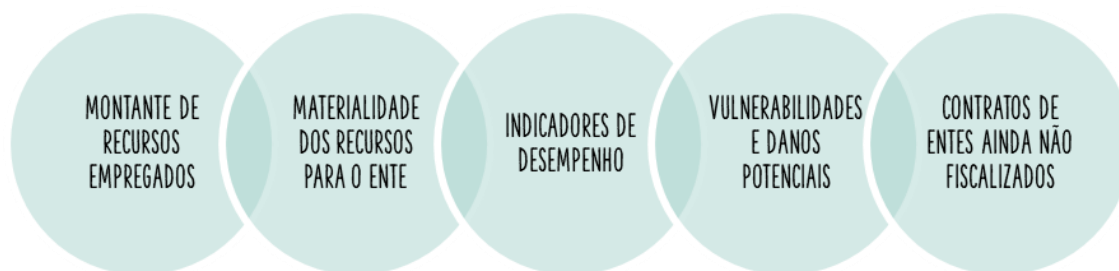 MONTANTE DE
RECURSOS
EMPREGADOS
MATERIALIDADE
DOS RECURSOS
PARA O ENTE
INDICADORES DE
DESEMPENHO
VULNERABILIDADES
E DANOS
POTENCIAIS
CONTRATOS DE
ENTES AINDA NÃO
FISCALIZADOS